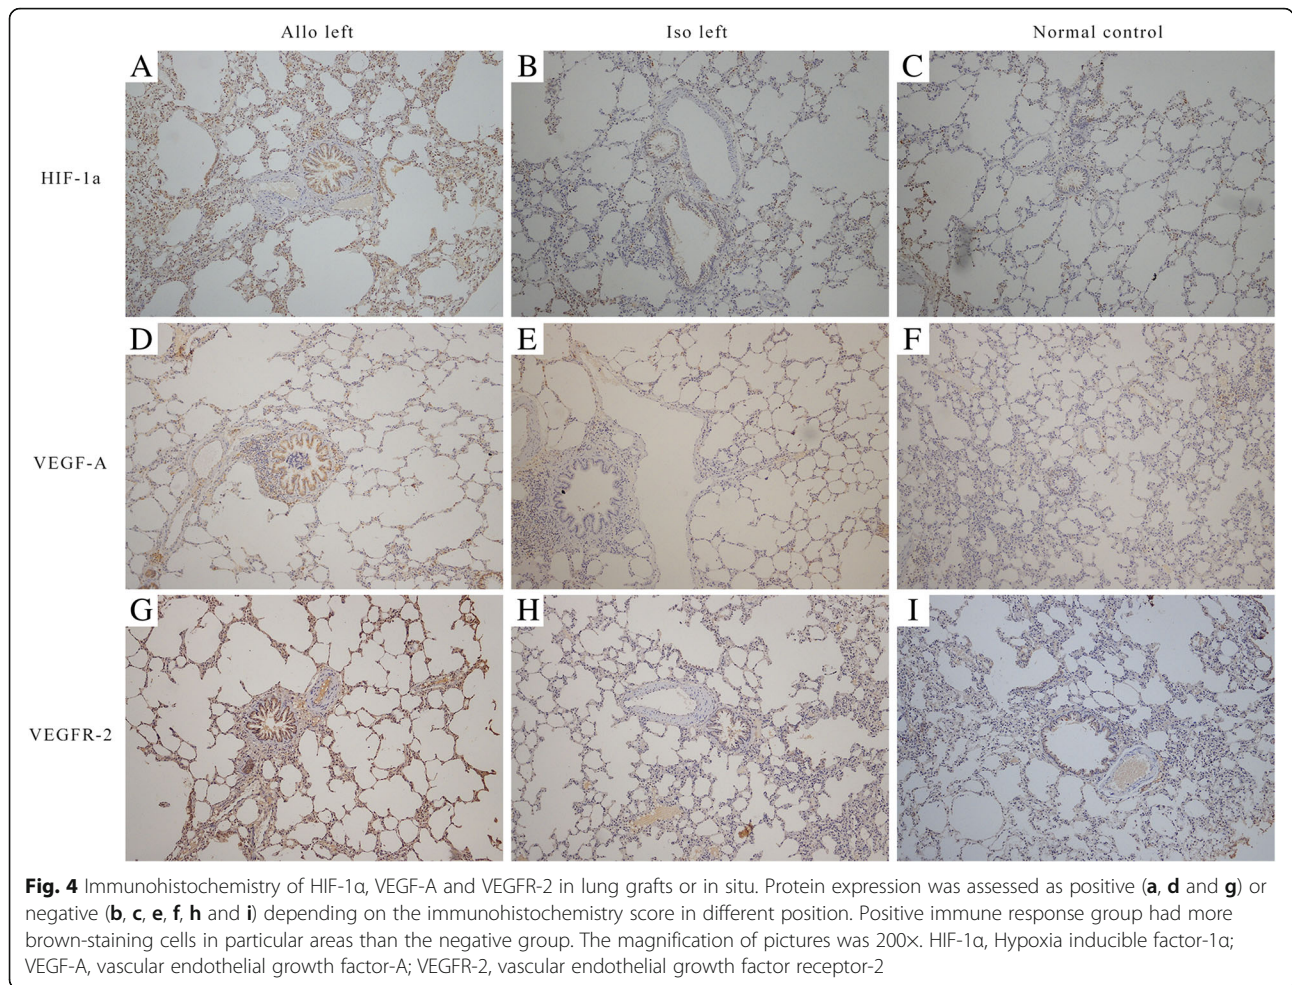 Allo left
Iso left
Normal control
A
B
C
HIF-1a
D
E
F
VEGF-A
G
H
I
VEGFR-2
Fig. 4 Immunohistochemistry of HIF-1α, VEGF-A and VEGFR-2 in lung grafts or in situ. Protein expression was assessed as positive (a, d and g) or
negative (b, c, e, f, h and i) depending on the immunohistochemistry score in different position. Positive immune response group had more
brown-staining cells in particular areas than the negative group. The magnification of pictures was 200×. HIF-1α, Hypoxia inducible factor-1α;
VEGF-A, vascular endothelial growth factor-A; VEGFR-2, vascular endothelial growth factor receptor-2